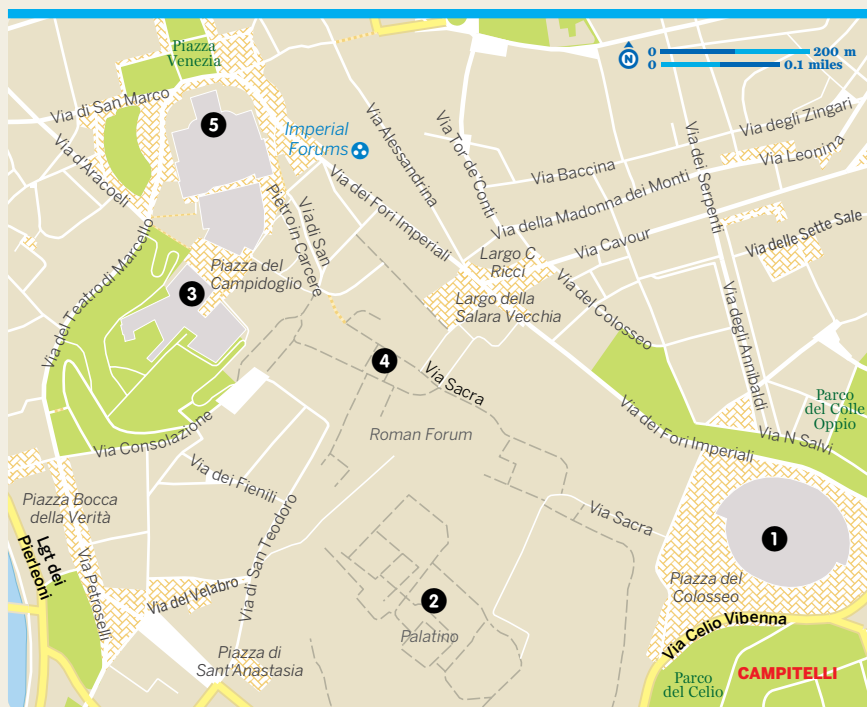 Piazza
Venezia
0 200 m
N
0 0.1 miles
Via di San Marco
5
Imperial
Forums
Via Alessandrina
Via Tor de'Conti
Via degli Zingari
Via dei Serpenti
Via Leonina
Via Baccina
Via d'Aracoeli
Via dei Fori Imperiali
Via della Madonna dei Monti
Viadi San
Pietro in Carcere
Via Cavour
Via delle Sette Sale
Largo C
Ricci
Piazza del
Campidoglio
3
Largo della
Salara Vecchia
Via del Colosseo
Via degli Annibaldi
Via del Teatro di Marcello
4
Via Sacra
Parco
del Colle
Oppio
Via dei Fori Imperiali
Via N Salvi
Roman Forum
Via Consolazione
Via dei Fienili
Piazza Bocca
della Verità
Via Sacra
1
Lgt dei
Pierleoni
Via Petroselli
Via di San Teodoro
Via del Velabro
2
Palatino
Piazza del
Colosseo
Via Celio Vibenna
Piazza di
Sant'Anastasia
Parco
del Celio
CAMPITELLI